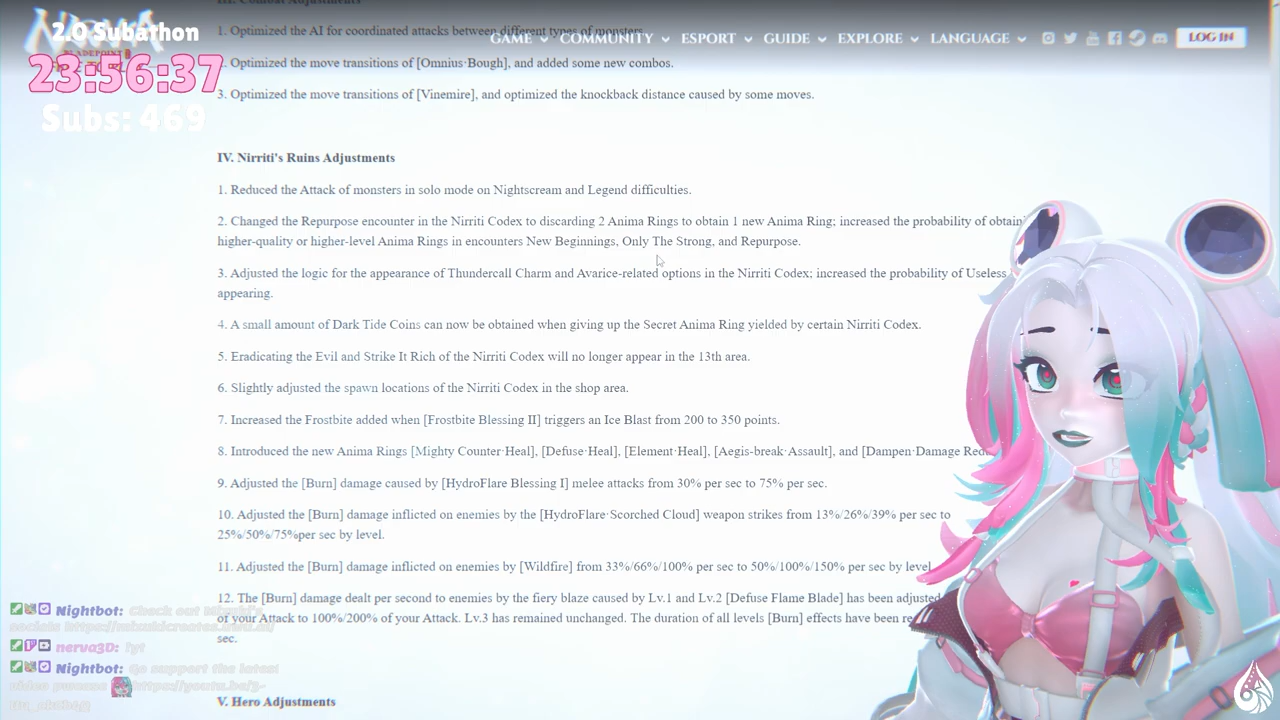 III. Combat Adjustments
2.0 Subathon
23:56:37
Subs: 469
GAME COMMUNITY ESPORT GUIDE EXPLORE LANGUAGE LOG IN
1. Optimized the AI for coordinated attacks between different types of monsters.
2. Optimized the move transitions of [Omnius·Bough], and added some new combos.
3. Optimized the move transitions of [Vinemire], and optimized the knockback distance caused by some moves.
IV. Nirriti's Ruins Adjustments
1. Reduced the Attack of monsters in solo mode on Nightscream and Legend difficulties.
2. Changed the Repurpose encounter in the Nirriti Codex to discarding 2 Anima Rings to obtain 1 new Anima Ring; increased the probability of
higher-quality or higher-level Anima Rings in encounters New Beginnings, Only The Strong, and Repurpose.
3. Adjusted the logic for the appearance of Thundercall Charm and Avarice-related options in the Nirriti Codex; increased the probability of Useless
appearing.
4. A small amount of Dark Tide Coins can now be obtained when giving up the Secret Anima Ring yielded by certain Nirriti Codex.
5. Eradicating the Evil and Strike It Rich of the Nirriti Codex will no longer appear in the 13th area.
6. Slightly adjusted the spawn locations of the Nirriti Codex in the shop area.
7. Increased the Frostbite added when [Frostbite Blessing II] triggers an Ice Blast from 200 to 350 points.
8. Introduced the new Anima Rings [Mighty Counter·Heal], [Defuse·Heal], [Element·Heal], [Aegis-break·Assault], and [Dampen·Damage
9. Adjusted the [Burn] damage caused by [HydroFlare Blessing I] melee attacks from 30% per sec to 75% per sec.
10. Adjusted the [Burn] damage inflicted on enemies by the [HydroFlare·Scorched Cloud] weapon strikes from 13%/26%/39% per sec to
25%/50%/75%per sec by level.
11. Adjusted the [Burn] damage inflicted on enemies by [Wildfire] from 33%/66%/100% per sec to 50%/100%/150% per sec by level
12. The [Burn] damage dealt per second to enemies by the fiery blaze caused by Lv.1 and Lv.2 [Defuse Flame Blade] has been adjusted
of your Attack to 100%/200% of your Attack. Lv.3 has remained unchanged. The duration of all levels [Burn] effects have been
sec.
V. Hero Adjustments
Nightbot: Check out
socials
nerva3D: lyt
Nightbot: Go support the latest
video